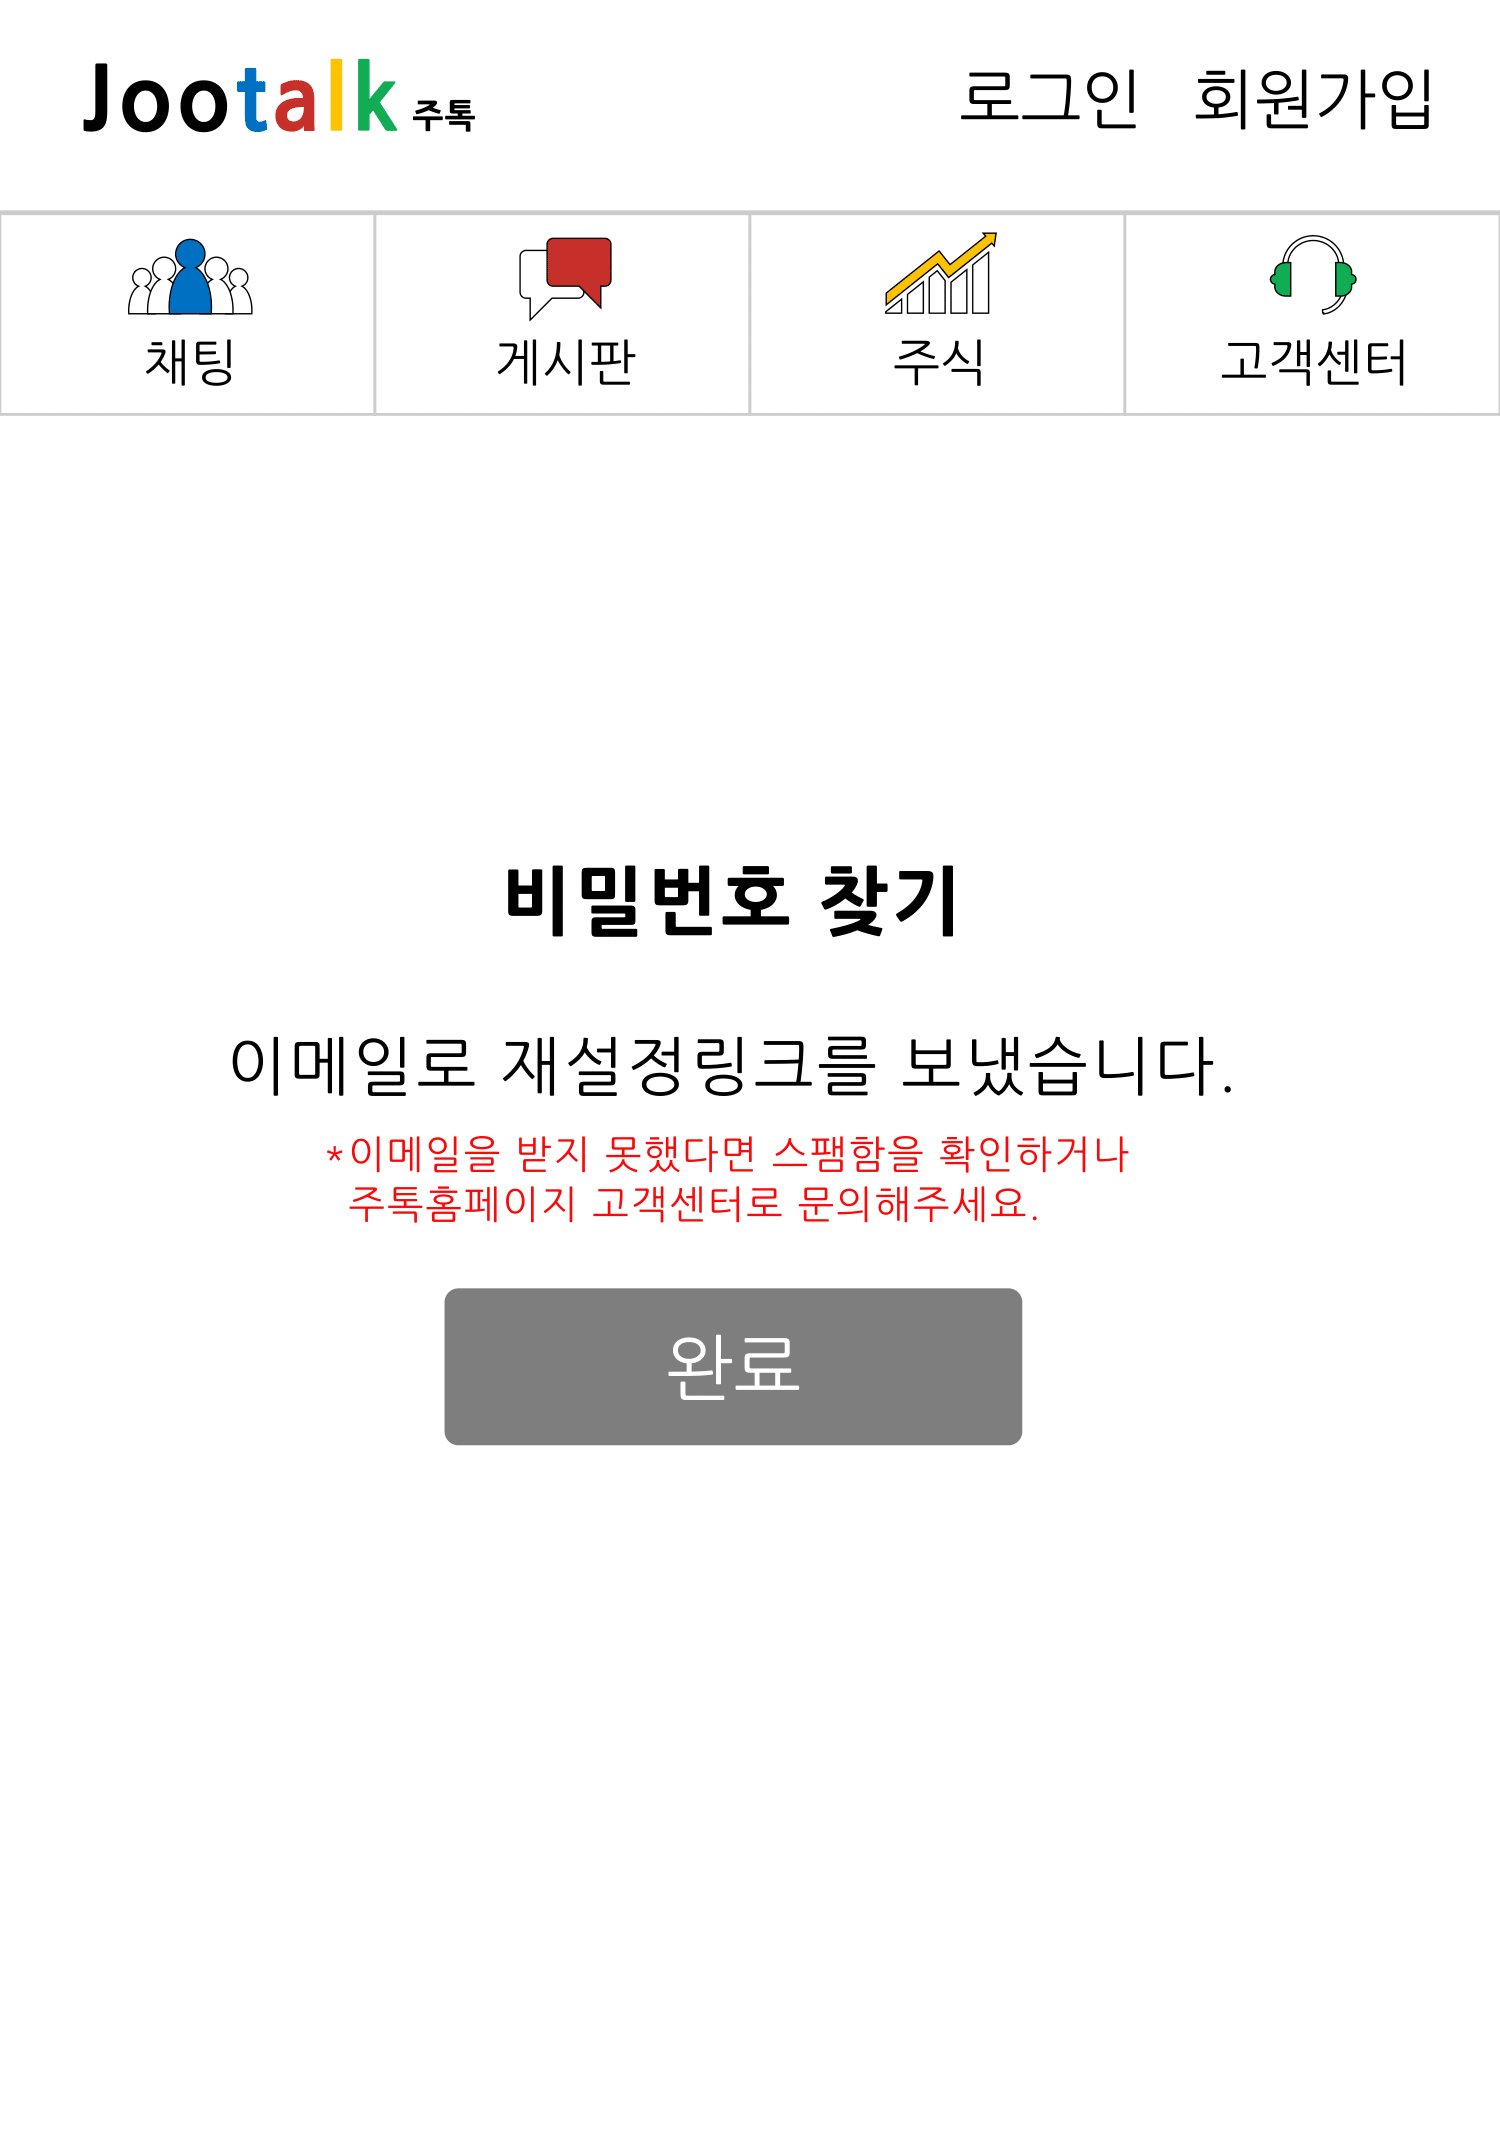 Jootalk 주톡
로그인 회원가입
채팅 게시판 주식 고객센터
비밀번호 찾기
이메일로 재설정링크를 보냈습니다.
*이메일을 받지 못했다면 스팸함을 확인하거나
주톡홈페이지 고객센터로 문의해주세요.
완료